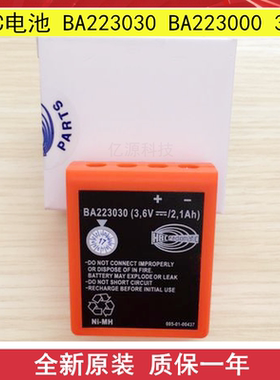 C电池 BA223030 BA223000 3
PARTS
亿源科技
BA223030 (3,6V⎓/2,1Ah)
HBC
-DO NOT CONNECT IMPROPERLY
OR DISPOSE OF IN FIRE.
BATTERY MAY EXPLODE OR LEAK
-DO NOT SHORT CIRCUIT
-RECHARGE BEFORE INITIAL USE
Ni-MH
全新原装 质保一年